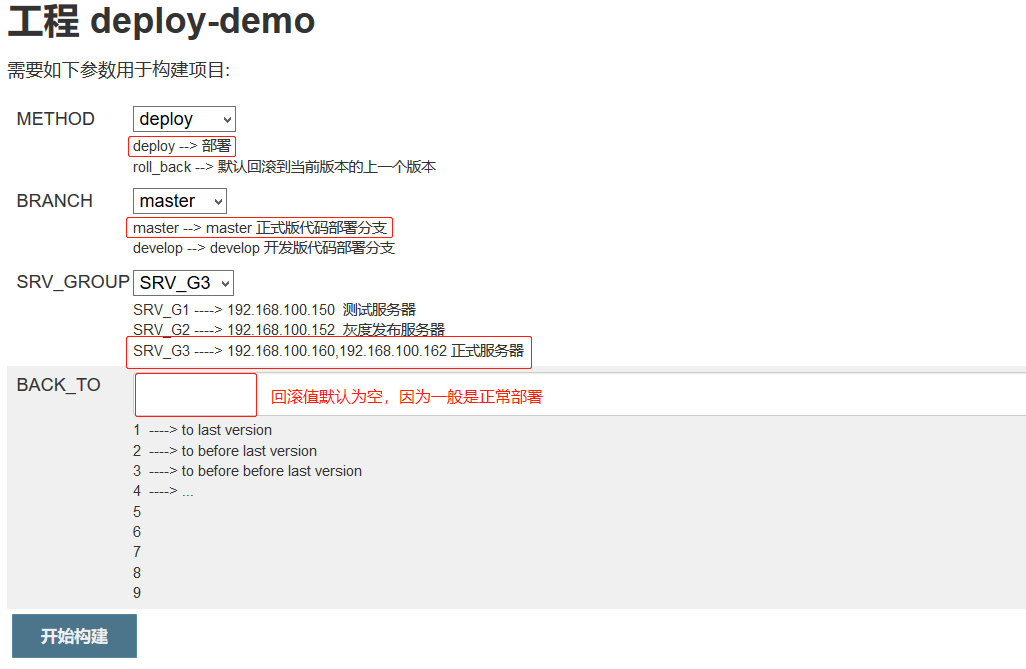 工程 deploy-demo
需要如下参数用于构建项目:
METHOD
deploy
deploy --> 部署
roll_back --> 默认回滚到当前版本的上一个版本
BRANCH
master
master --> master 正式版代码部署分支
develop --> develop 开发版代码部署分支
SRV_GROUP
SRV_G3
SRV_G1 ----> 192.168.100.150 测试服务器
SRV_G2 ----> 192.168.100.152 灰度发布服务器
SRV_G3 ----> 192.168.100.160,192.168.100.162 正式服务器
BACK_TO
回滚值默认为空，因为一般是正常部署
1 ----> to last version
2 ----> to before last version
3 ----> to before before last version
4 ----> ...
5
6
7
8
9
开始构建